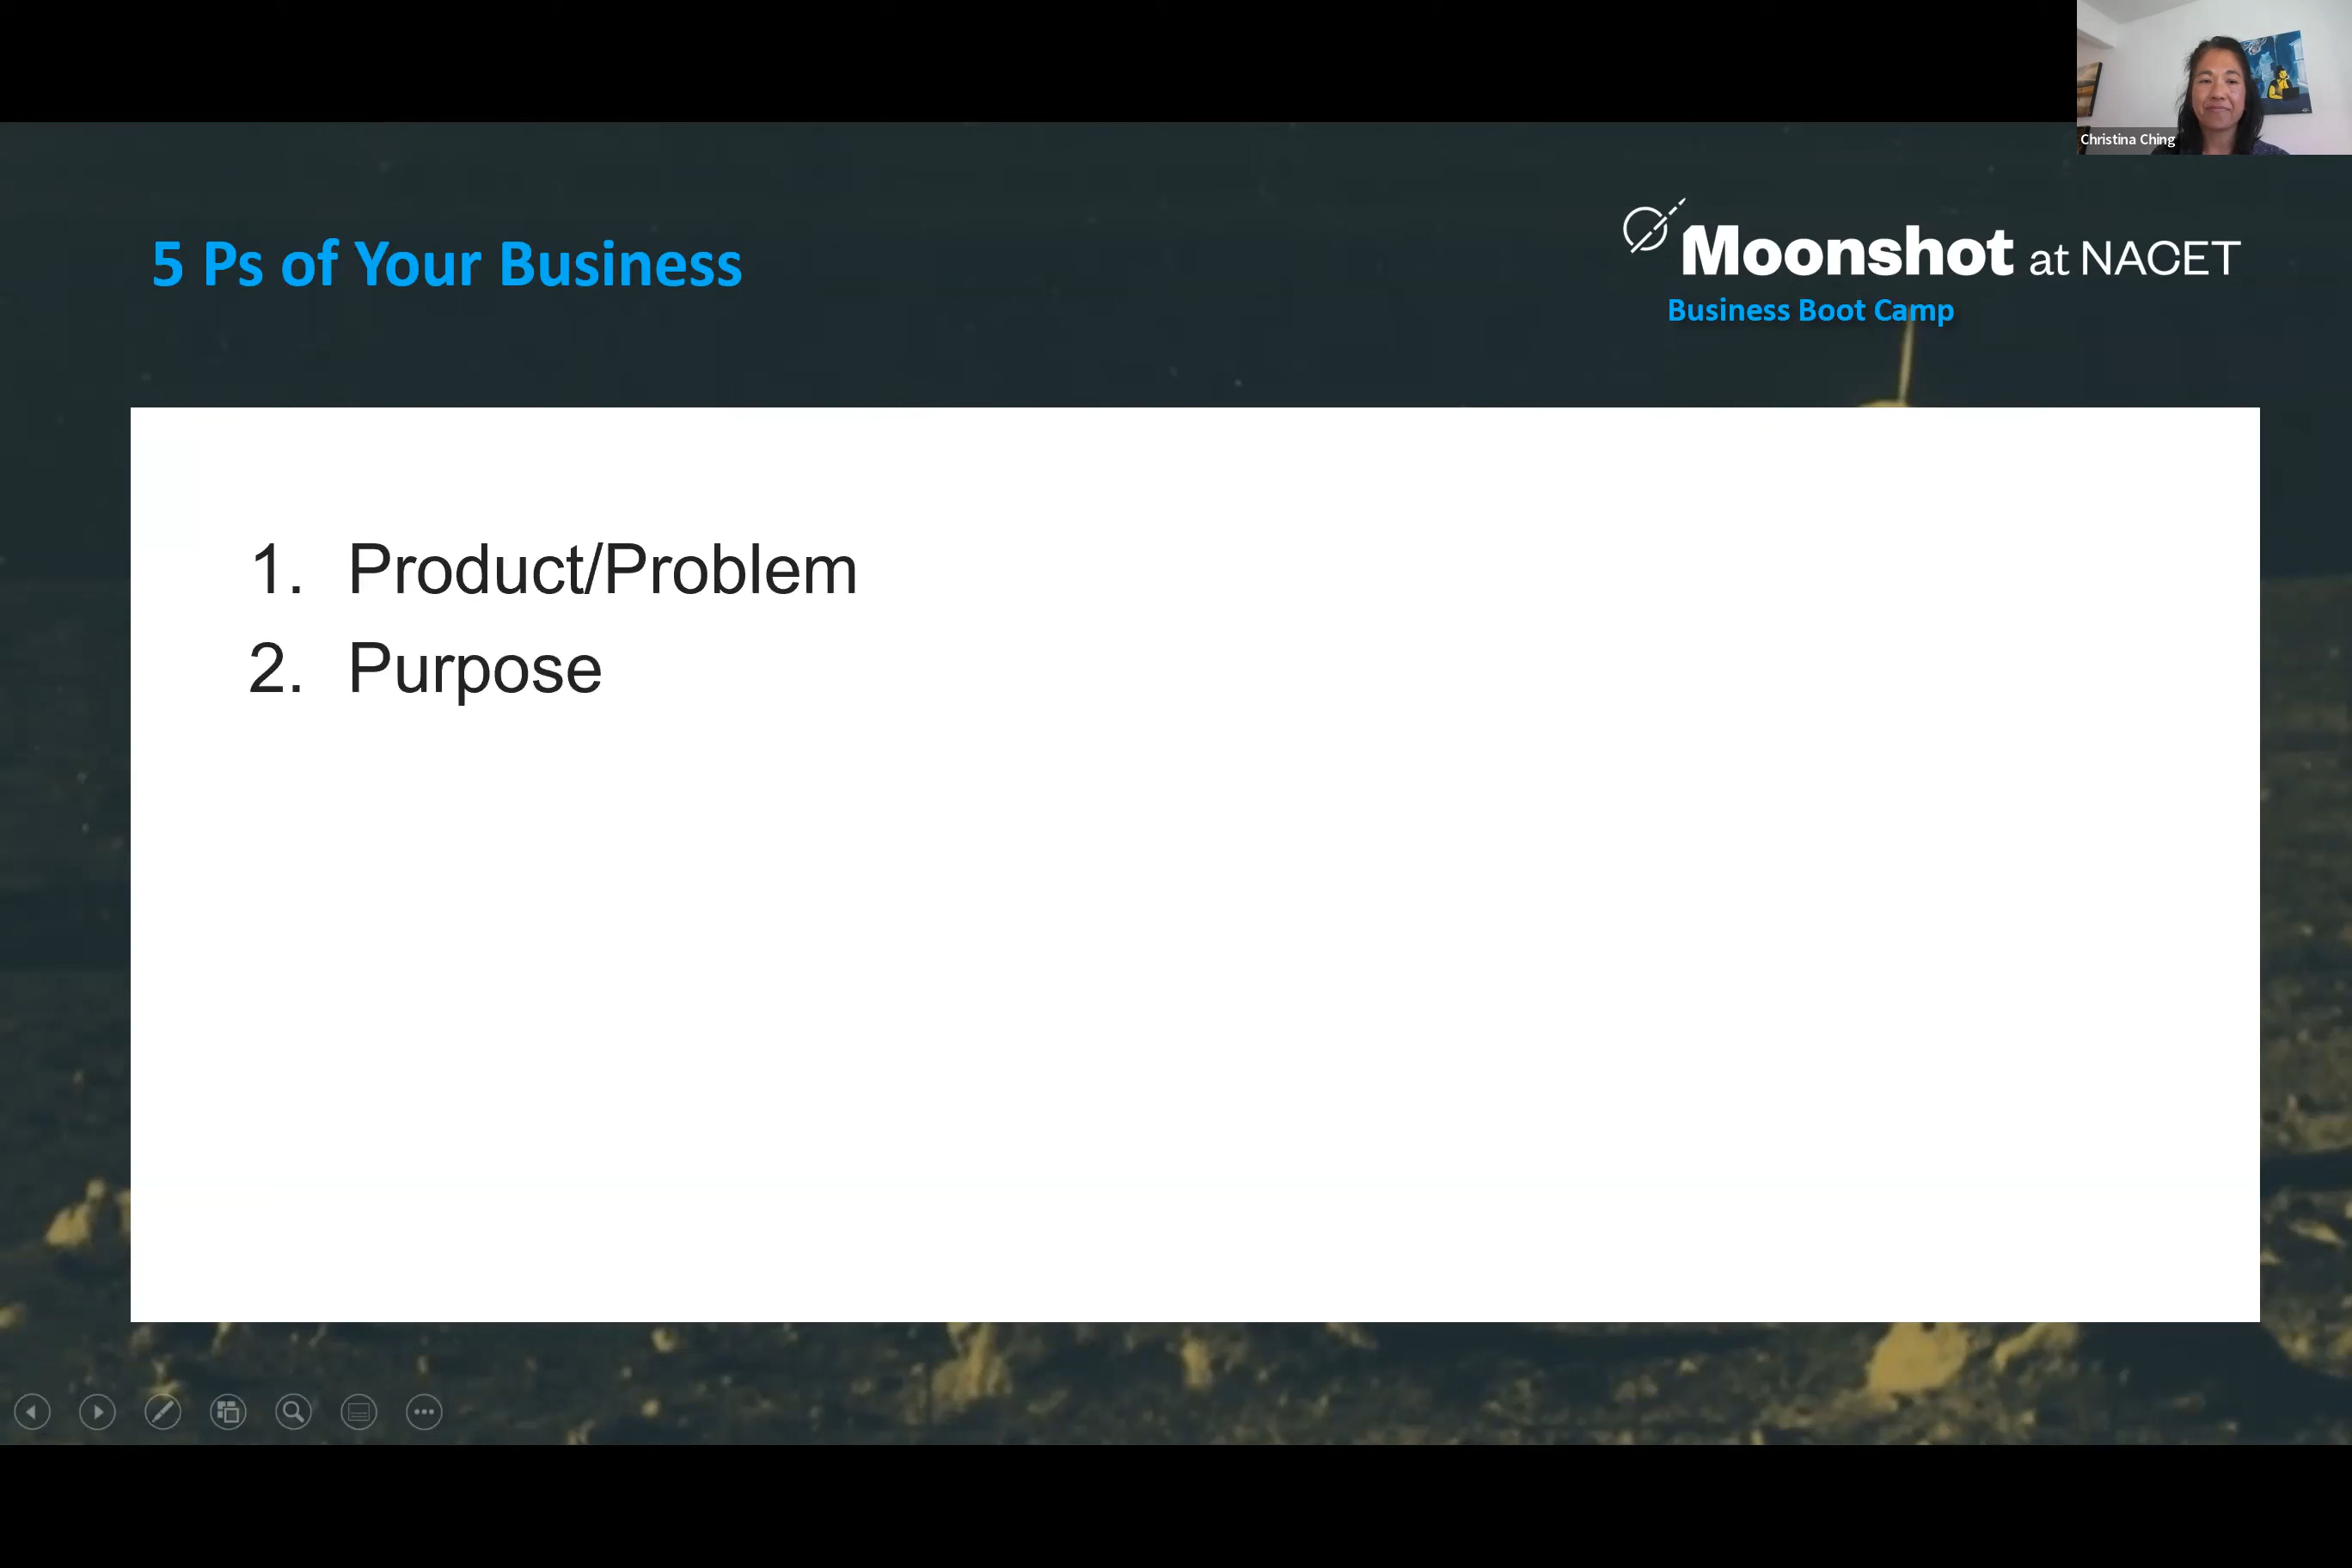 Christina Ching
5 Ps of Your Business
Moonshot at NACET
Business Boot Camp
1. Product/Problem
2. Purpose